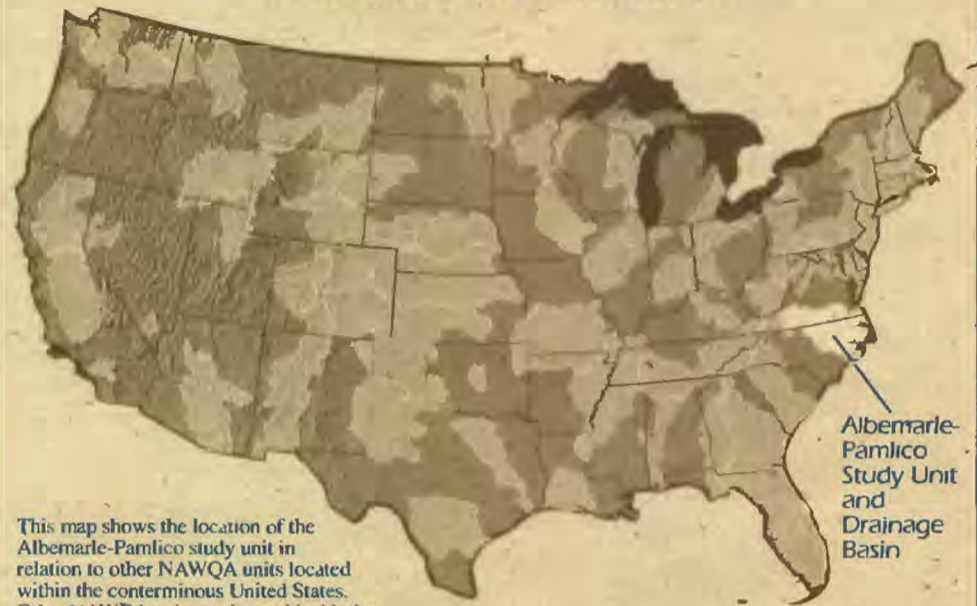 Albemarle-
Pamlico
Study Unit
and
Drainage
Basin
This map shows the location of the
Albemarle-Pamlico study unit in
relation to other NAWQA units located
within the conterminous United States.